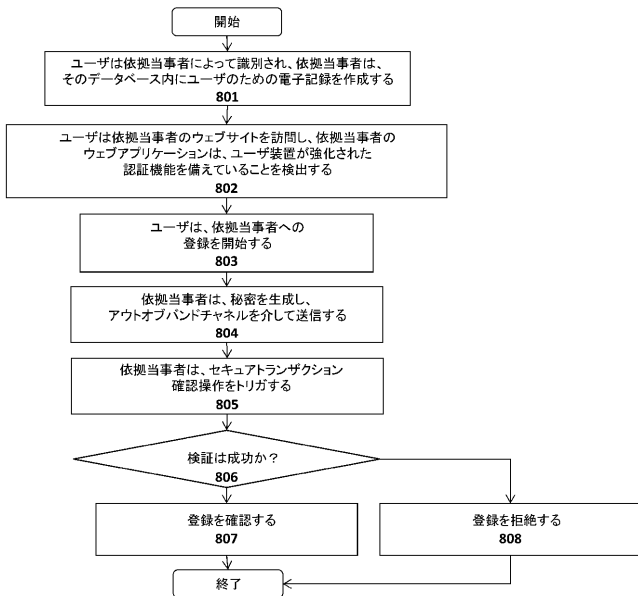 開始
ユーザは依拠当事者によって識別され、依拠当事者は、
そのデータベース内にユーザのための電子記録を作成する
801
ユーザは依拠当事者のウェブサイトを訪問し、依拠当事者の
ウェブアプリケーションは、ユーザ装置が強化された
認証機能を備えていることを検出する
802
ユーザは、依拠当事者への
登録を開始する
803
依拠当事者は、秘密を生成し、
アウトオブバンドチャネルを介して送信する
804
依拠当事者は、セキュアトランザクション
確認操作をトリガする
805
検証は成功か？
806
登録を確認する
807
登録を拒絶する
808
終了